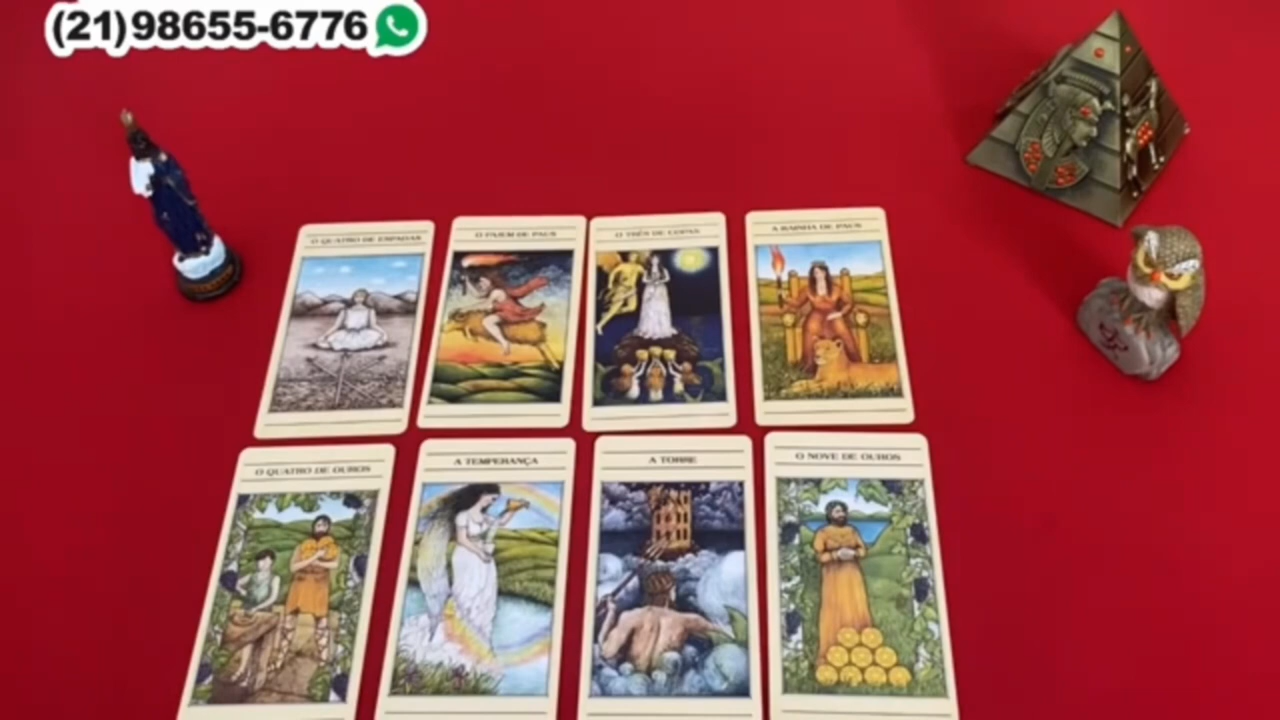 (21)98655-6776
O QUATRO DE ESPADAS
O PAJEM DE PAUS
O TRÊS DE COPAS
A RAINHA DE PAUS
O QUATRO DE OUROS
A TEMPERANÇA
A TORRE
O NOVE DE OUROS